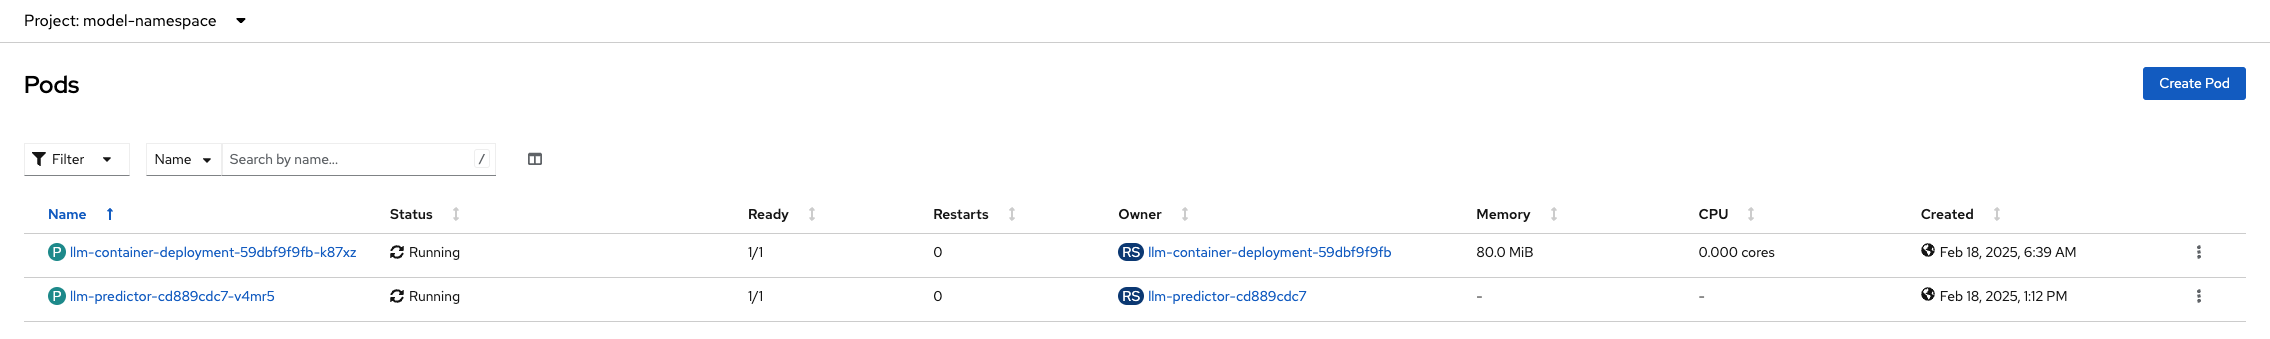 Project: model-namespace
Pods
Create Pod
Filter Name Search by name... /
Name Status Ready Restarts Owner Memory CPU Created
P llm-container-deployment-59dbf9f9fb-k87xz Running 1/1 0 RS llm-container-deployment-59dbf9f9fb 80.0 MiB 0.000 cores Feb 18, 2025, 6:39 AM
P llm-predictor-cd889cdc7-v4mr5 Running 1/1 0 RS llm-predictor-cd889cdc7 - - Feb 18, 2025, 1:12 PM